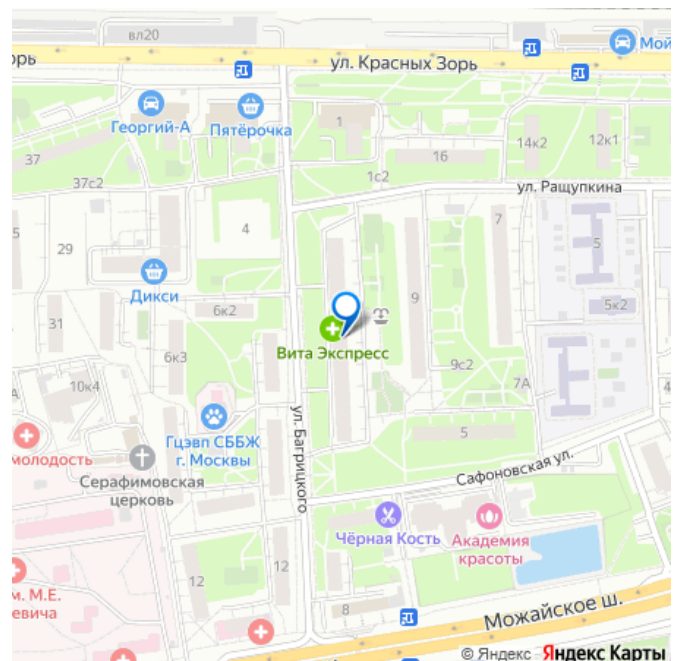 вл20
Мой
орь
ул. Красных Зорь
Георгий-А
Пятёрочка
1
14к2
12к1
37
16
37с2
1с2
ул. Ращупкина
5
29
4
7
5
Дикси
9
5к2
6к2
31
Вита Экспресс
6к3
9с2
7А
10к4
4
А
ул. Багрицкого
5
Гцэвп СББЖ
г. Москвы
молодость
Серафимовская
церковь
Сафоновская ул.
Чёрная Кость
Академия
красоты
12
12
м. М.Е.
евича
8
Можайское ш.
© Яндекс Яндекс Карты